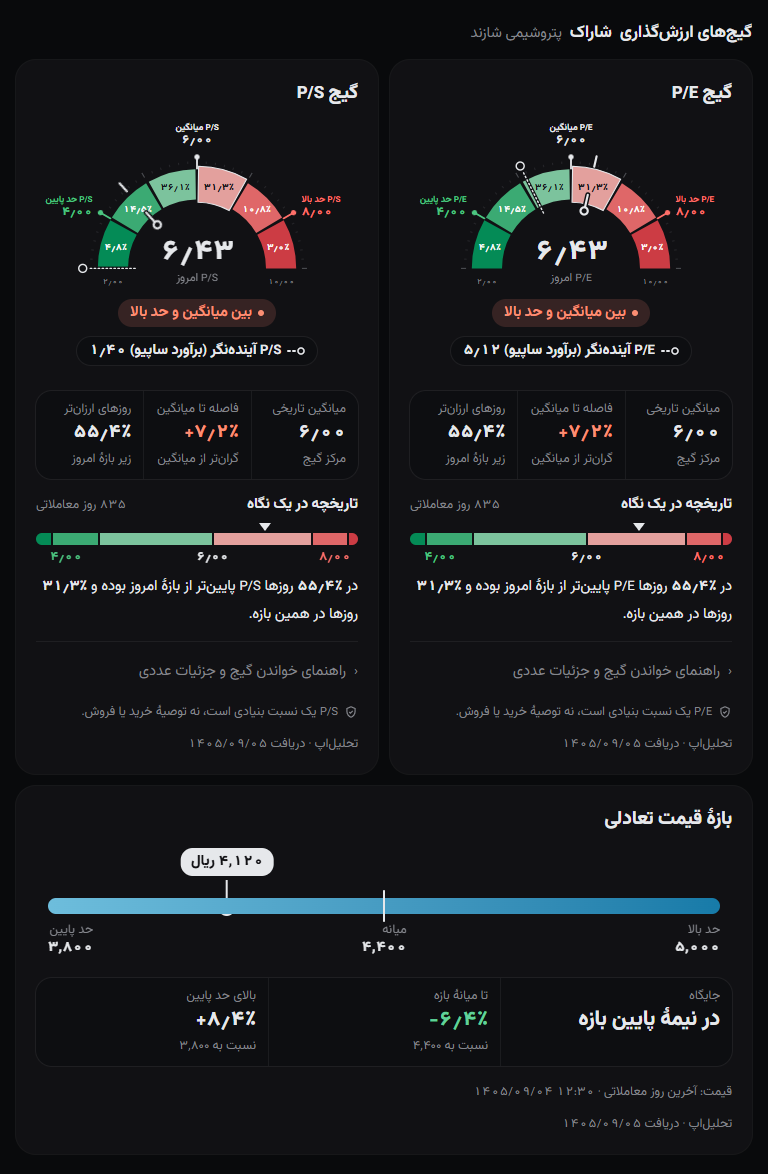 گیج‌های ارزش‌گذاری شاراک پتروشیمی شازند
گیج P/E
P/E میانگین
۶٫۰۰
P/E حد پایین
۴٫۰۰
P/E حد بالا
۸٫۰۰
۴٫۸٪
۱۴٫۵٪
۳۶٫۱٪
۳۱٫۳٪
۱۰٫۸٪
۳٫۰٪
۲٫۰۰
۱۰٫۰۰
۶٫۴۳
P/E امروز
بین میانگین و حد بالا
P/E آینده‌نگر (برآورد ساپیو) ۵٫۱۲
میانگین تاریخی
۶٫۰۰
مرکز گیج
فاصله تا میانگین
+۷٫۲٪
گران‌تر از میانگین
روزهای ارزان‌تر
۵۵٫۴٪
زیر بازهٔ امروز
تاریخچه در یک نگاه
۸۳۵ روز معاملاتی
۴٫۰۰
۶٫۰۰
۸٫۰۰
در ۵۵٫۴٪ روزها P/E پایین‌تر از بازهٔ امروز بوده و ۳۱٫۳٪
روزها در همین بازه.
راهنمای خواندن گیج و جزئیات عددی
P/E یک نسبت بنیادی است، نه توصیهٔ خرید یا فروش.
تحلیل‌اپ · دریافت ۱۴۰۵/۰۹/۰۵
گیج P/S
P/S میانگین
۶٫۰۰
P/S حد پایین
۴٫۰۰
P/S حد بالا
۸٫۰۰
۴٫۸٪
۳۶٫۱٪
۳۱٫۳٪
۱۰٫۸٪
۳٫۰٪
۲٫۰۰
۱۰٫۰۰
۶٫۴۳
P/S امروز
بین میانگین و حد بالا
P/S آینده‌نگر (برآورد ساپیو) ۱٫۴۰
میانگین تاریخی
۶٫۰۰
مرکز گیج
فاصله تا میانگین
+۷٫۲٪
گران‌تر از میانگین
روزهای ارزان‌تر
۵۵٫۴٪
زیر بازهٔ امروز
تاریخچه در یک نگاه
۸۳۵ روز معاملاتی
۴٫۰۰
۶٫۰۰
۸٫۰۰
در ۵۵٫۴٪ روزها P/S پایین‌تر از بازهٔ امروز بوده و ۳۱٫۳٪
روزها در همین بازه.
راهنمای خواندن گیج و جزئیات عددی
P/S یک نسبت بنیادی است، نه توصیهٔ خرید یا فروش.
تحلیل‌اپ · دریافت ۱۴۰۵/۰۹/۰۵
بازهٔ قیمت تعادلی
۴٬۱۲۰ ریال
حد بالا
۵٬۰۰۰
میانه
۴٬۴۰۰
حد پایین
۳٬۸۰۰
جایگاه
در نیمهٔ پایین بازه
تا میانهٔ بازه
-۶٫۴٪
نسبت به ۴٬۴۰۰
بالای حد پایین
+۸٫۴٪
نسبت به ۳٬۸۰۰
قیمت: آخرین روز معاملاتی · ۱۴۰۵/۰۹/۰۴ ۱۲:۳۰
تحلیل‌اپ · دریافت ۱۴۰۵/۰۹/۰۵